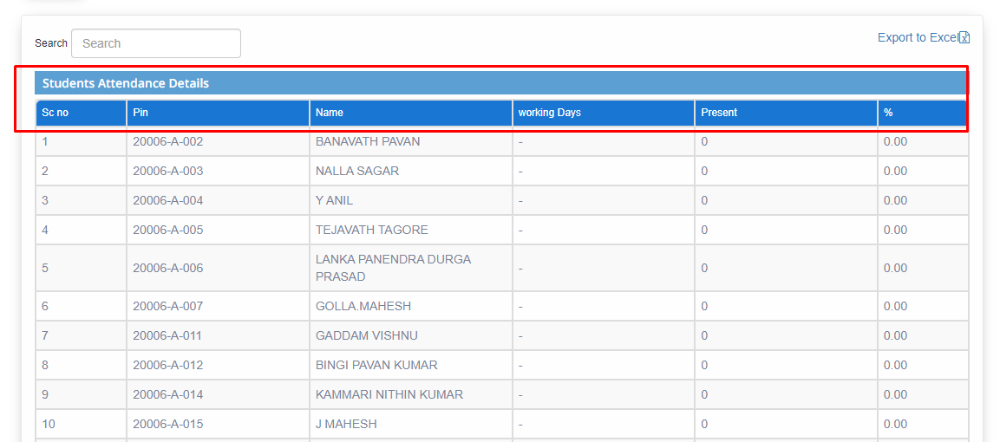 Search Search Export to Excel
Students Attendance Details
Sc no Pin Name working Days Present %
1 20006-A-002 BANAVATH PAVAN - 0 0.00
2 20006-A-003 NALLA SAGAR - 0 0.00
3 20006-A-004 Y ANIL - 0 0.00
4 20006-A-005 TEJAVATH TAGORE - 0 0.00
5 20006-A-006 LANKA PANENDRA DURGA
PRASAD - 0 0.00
6 20006-A-007 GOLLA.MAHESH - 0 0.00
7 20006-A-011 GADDAM VISHNU - 0 0.00
8 20006-A-012 BINGI PAVAN KUMAR - 0 0.00
9 20006-A-014 KAMMARI NITHIN KUMAR - 0 0.00
10 20006-A-015 J MAHESH - 0 0.00